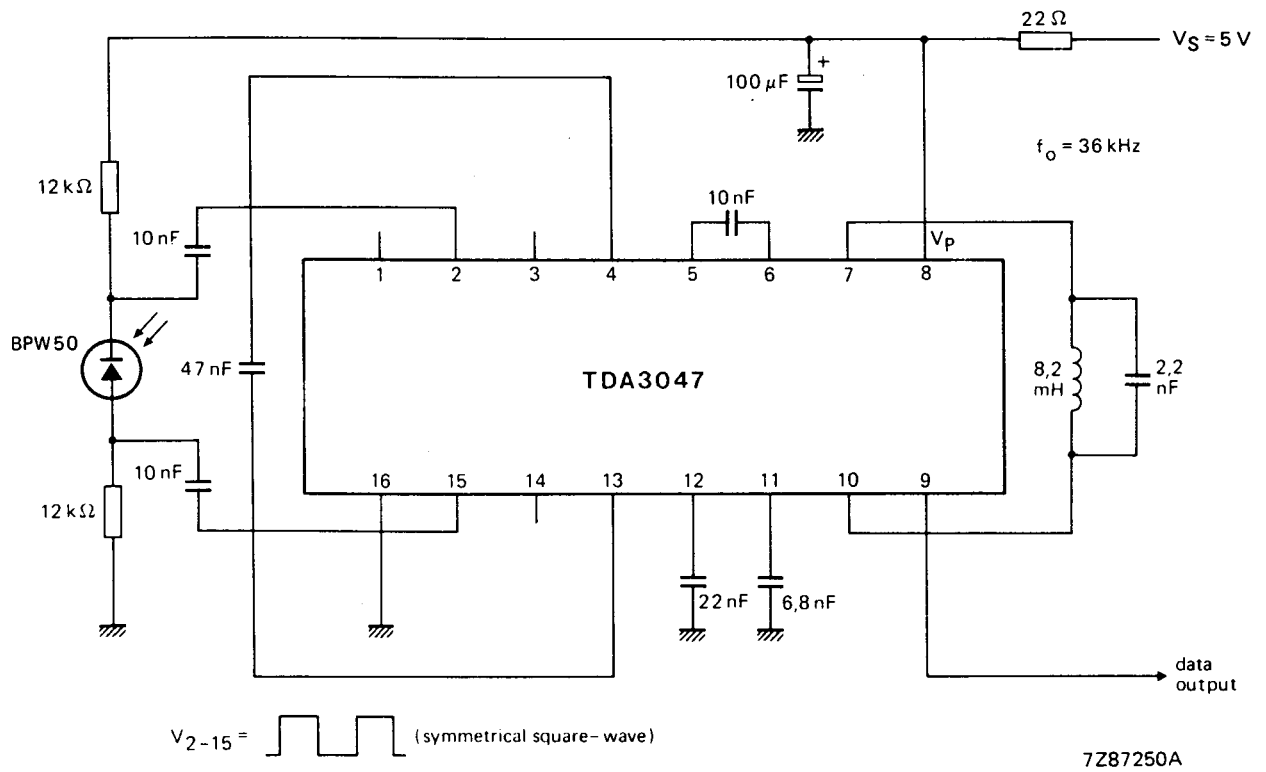 22 Ω
V_S = 5 V
+
100 µF
f_o = 36 kHz
12 kΩ
10 nF
10 nF
V_P
1 2 3 4 5 6 7 8
BPW50
47 nF
TDA3047
8,2 mH
2,2 nF
10 nF
16 15 14 13 12 11 10 9
12 kΩ
22 nF
6,8 nF
data
output
V_2-15 = (symmetrical square-wave)
7Z87250A